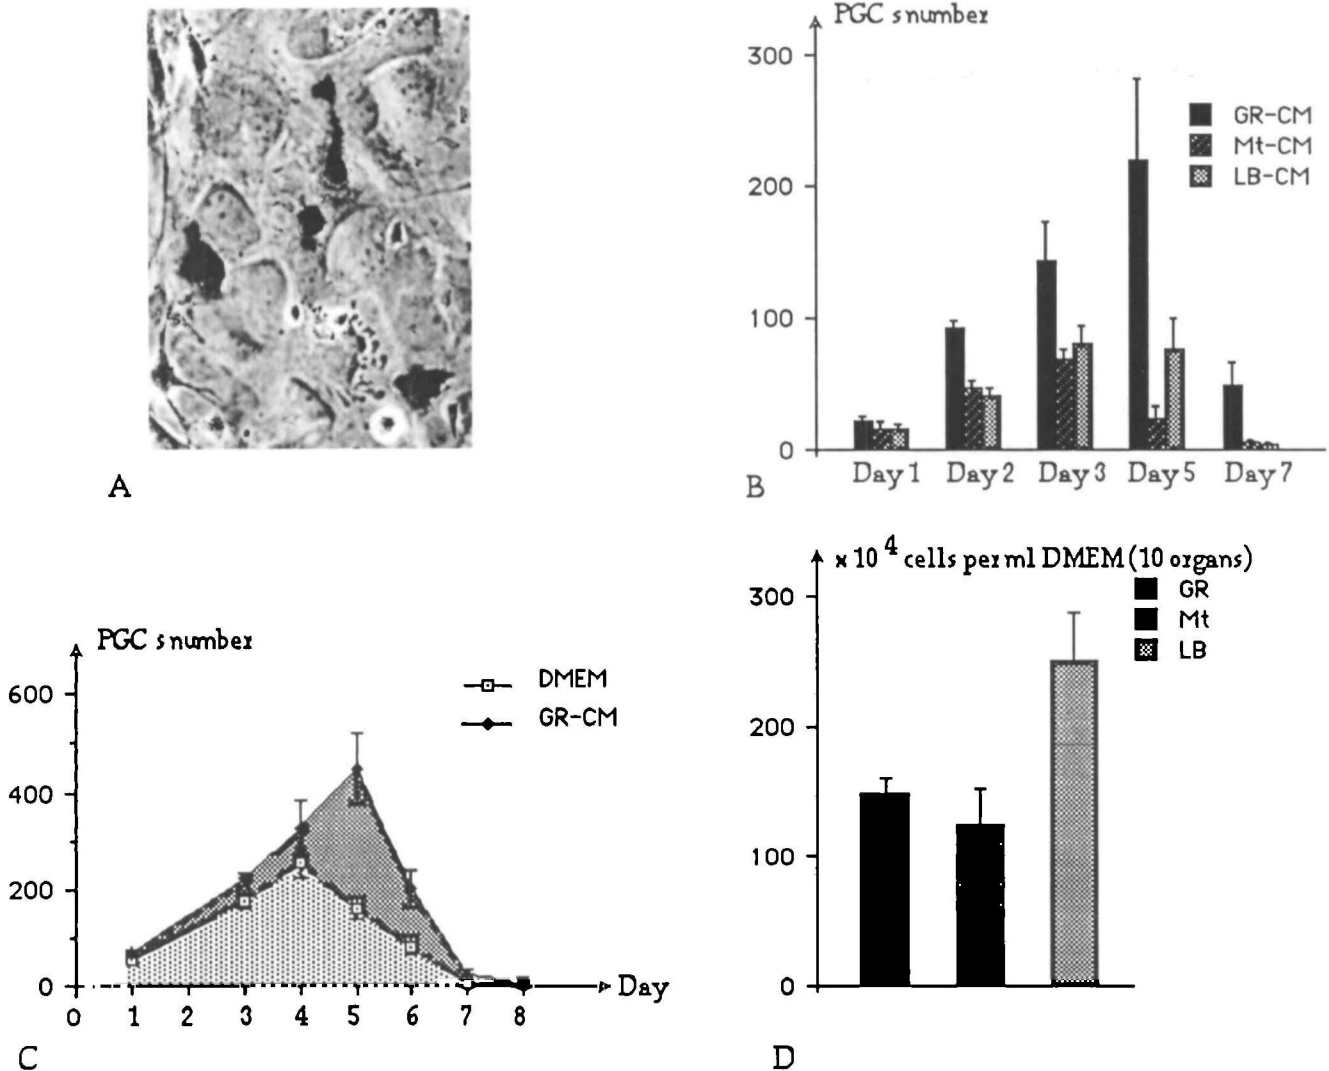 A
PGC s number
300
200
100
0
GR-CM
Mt-CM
LB-CM
Day 1 Day 2 Day 3 Day 5 Day 7
B
PGC s number
600
400
200
0
DMEM
GR-CM
0 1 2 3 4 5 6 7 8
Day
C
x 10 4 cells per ml DMEM (10 organs)
300
200
100
0
GR
Mt
LB
D